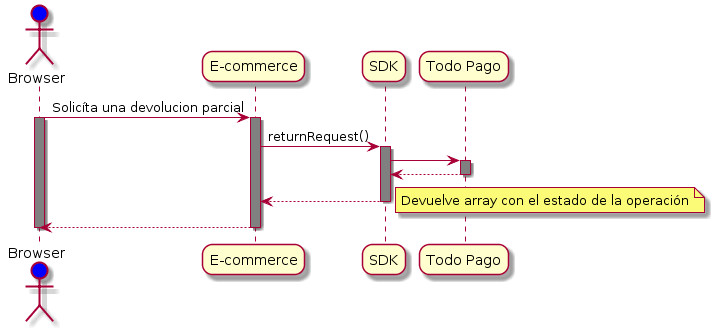 Browser
E-commerce
SDK
Todo Pago
Solicíta una devolucion parcial
returnRequest()
Devuelve array con el estado de la operación
Browser
E-commerce
SDK
Todo Pago